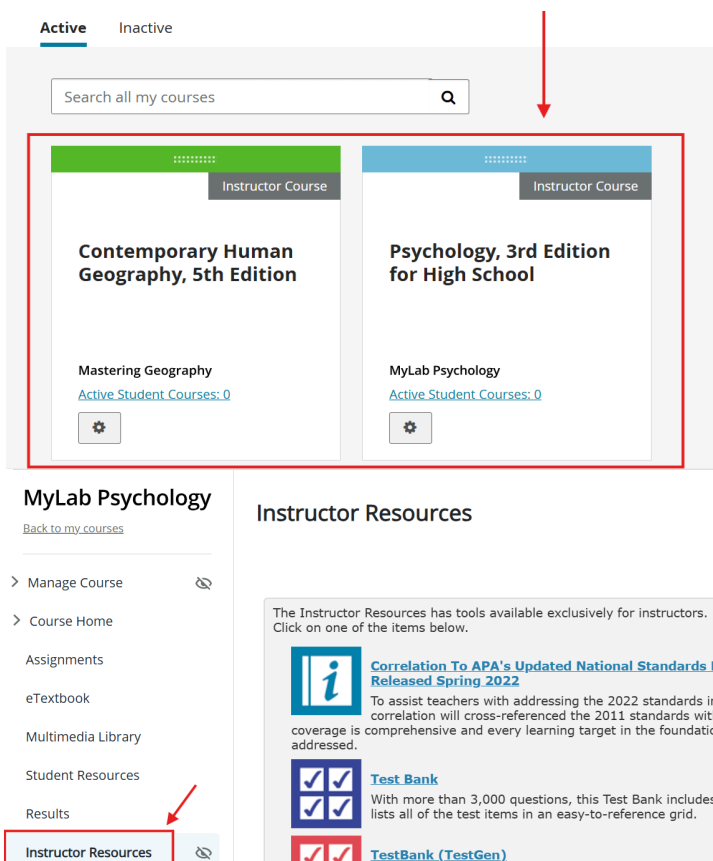 Active Inactive
Search all my courses
Instructor Course
Contemporary Human
Geography, 5th Edition
Mastering Geography
Active Student Courses: 0
Instructor Course
Psychology, 3rd Edition
for High School
MyLab Psychology
Active Student Courses: 0
MyLab Psychology
Back to my courses
Manage Course
Course Home
Assignments
eTextbook
Multimedia Library
Student Resources
Results
Instructor Resources
Instructor Resources
The Instructor Resources has tools available exclusively for instructors.
Click on one of the items below.
Correlation To APA's Updated National Standards
Released Spring 2022
To assist teachers with addressing the 2022 standards
correlation will cross-referenced the 2011 standards
coverage is comprehensive and every learning target in the
addressed.
Test Bank
With more than 3,000 questions, this Test Bank includes
lists all of the test items in an easy-to-reference grid.
TestBank (TestGen)